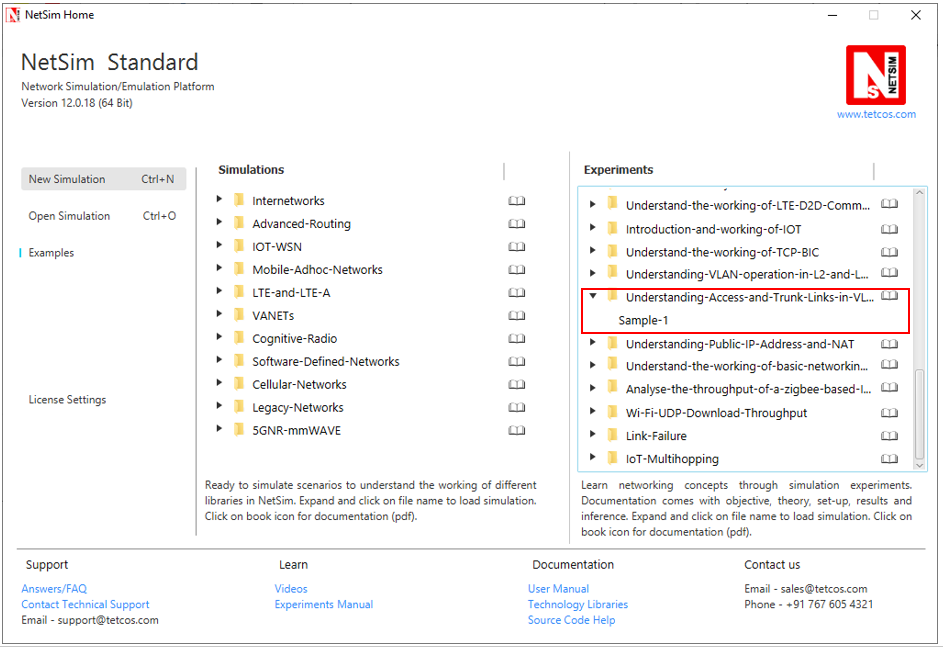 NetSim Home
NetSim Standard
Network Simulation/Emulation Platform
Version 12.0.18 (64 Bit)
NETSIM
NS
www.tetcos.com
New Simulation Ctrl+N
Open Simulation Ctrl+O
Examples
License Settings
Simulations
Internetworks
Advanced-Routing
IOT-WSN
Mobile-Adhoc-Networks
LTE-and-LTE-A
VANETs
Cognitive-Radio
Software-Defined-Networks
Cellular-Networks
Legacy-Networks
5GNR-mmWAVE
Ready to simulate scenarios to understand the working of different
libraries in NetSim. Expand and click on file name to load simulation.
Click on book icon for documentation (pdf).
Experiments
Understand-the-working-of-LTE-D2D-Comm...
Introduction-and-working-of-IOT
Understand-the-working-of-TCP-BIC
Understanding-VLAN-operation-in-L2-and-L...
Understanding-Access-and-Trunk-Links-in-VL...
Sample-1
Understanding-Public-IP-Address-and-NAT
Understand-the-working-of-basic-networkin...
Analyse-the-throughput-of-a-zigbee-based-I...
Wi-Fi-UDP-Download-Throughput
Link-Failure
IoT-Multihopping
Learn networking concepts through simulation experiments.
Documentation comes with objective, theory, set-up, results and
inference. Expand and click on file name to load simulation. Click on
book icon for documentation (pdf).
Support
Answers/FAQ
Contact Technical Support
Email - support@tetcos.com
Learn
Videos
Experiments Manual
Documentation
User Manual
Technology Libraries
Source Code Help
Contact us
Email - sales@tetcos.com
Phone - +91 767 605 4321